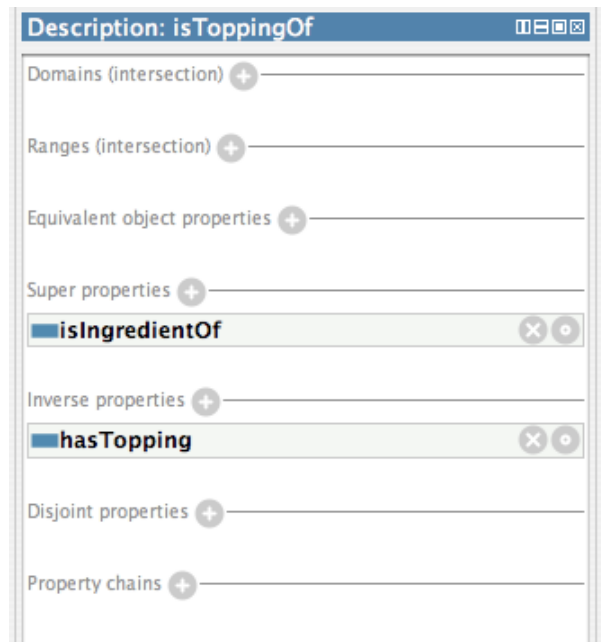 Description: isToppingOf
Domains (intersection)
Ranges (intersection)
Equivalent object properties
Super properties
isIngredientOf
Inverse properties
hasTopping
Disjoint properties
Property chains